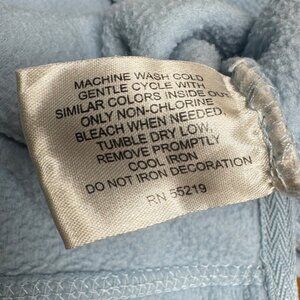 MACHINE WASH COLD
GENTLE CYCLE WITH
SIMILAR COLORS INSIDE OUT.
ONLY NON-CHLORINE
BLEACH WHEN NEEDED.
TUMBLE DRY LOW.
REMOVE PROMPTLY
COOL IRON
DO NOT IRON DECORATION
RN 55219